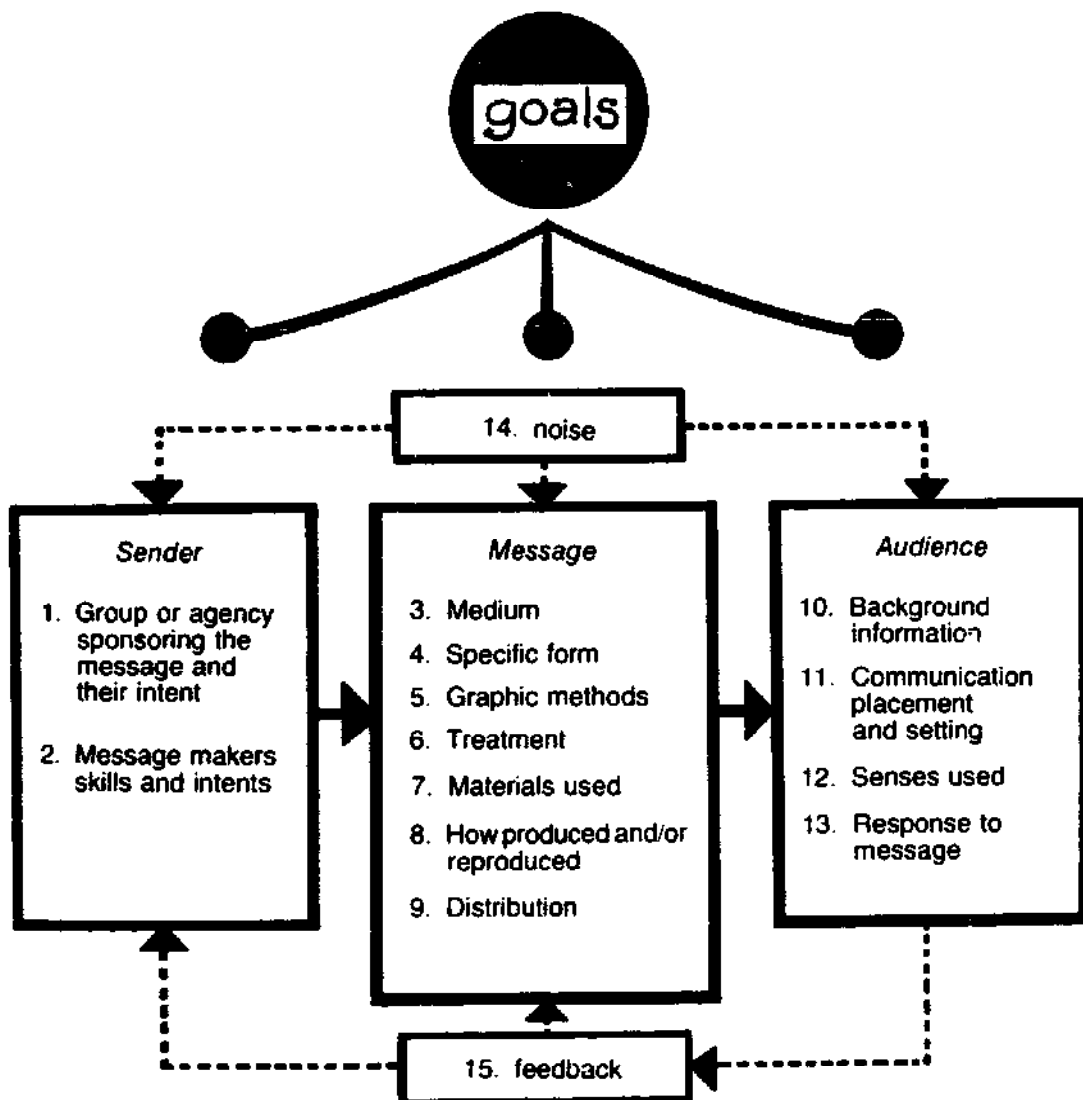 goals
14. noise
Sender
1. Group or agency
sponsoring the
message and
their intent
2. Message makers
skills and intents
Message
3. Medium
4. Specific form
5. Graphic methods
6. Treatment
7. Materials used
8. How produced and/or
reproduced
9. Distribution
Audience
10. Background
information
11. Communication
placement
and setting
12. Senses used
13. Response to
message
15. feedback